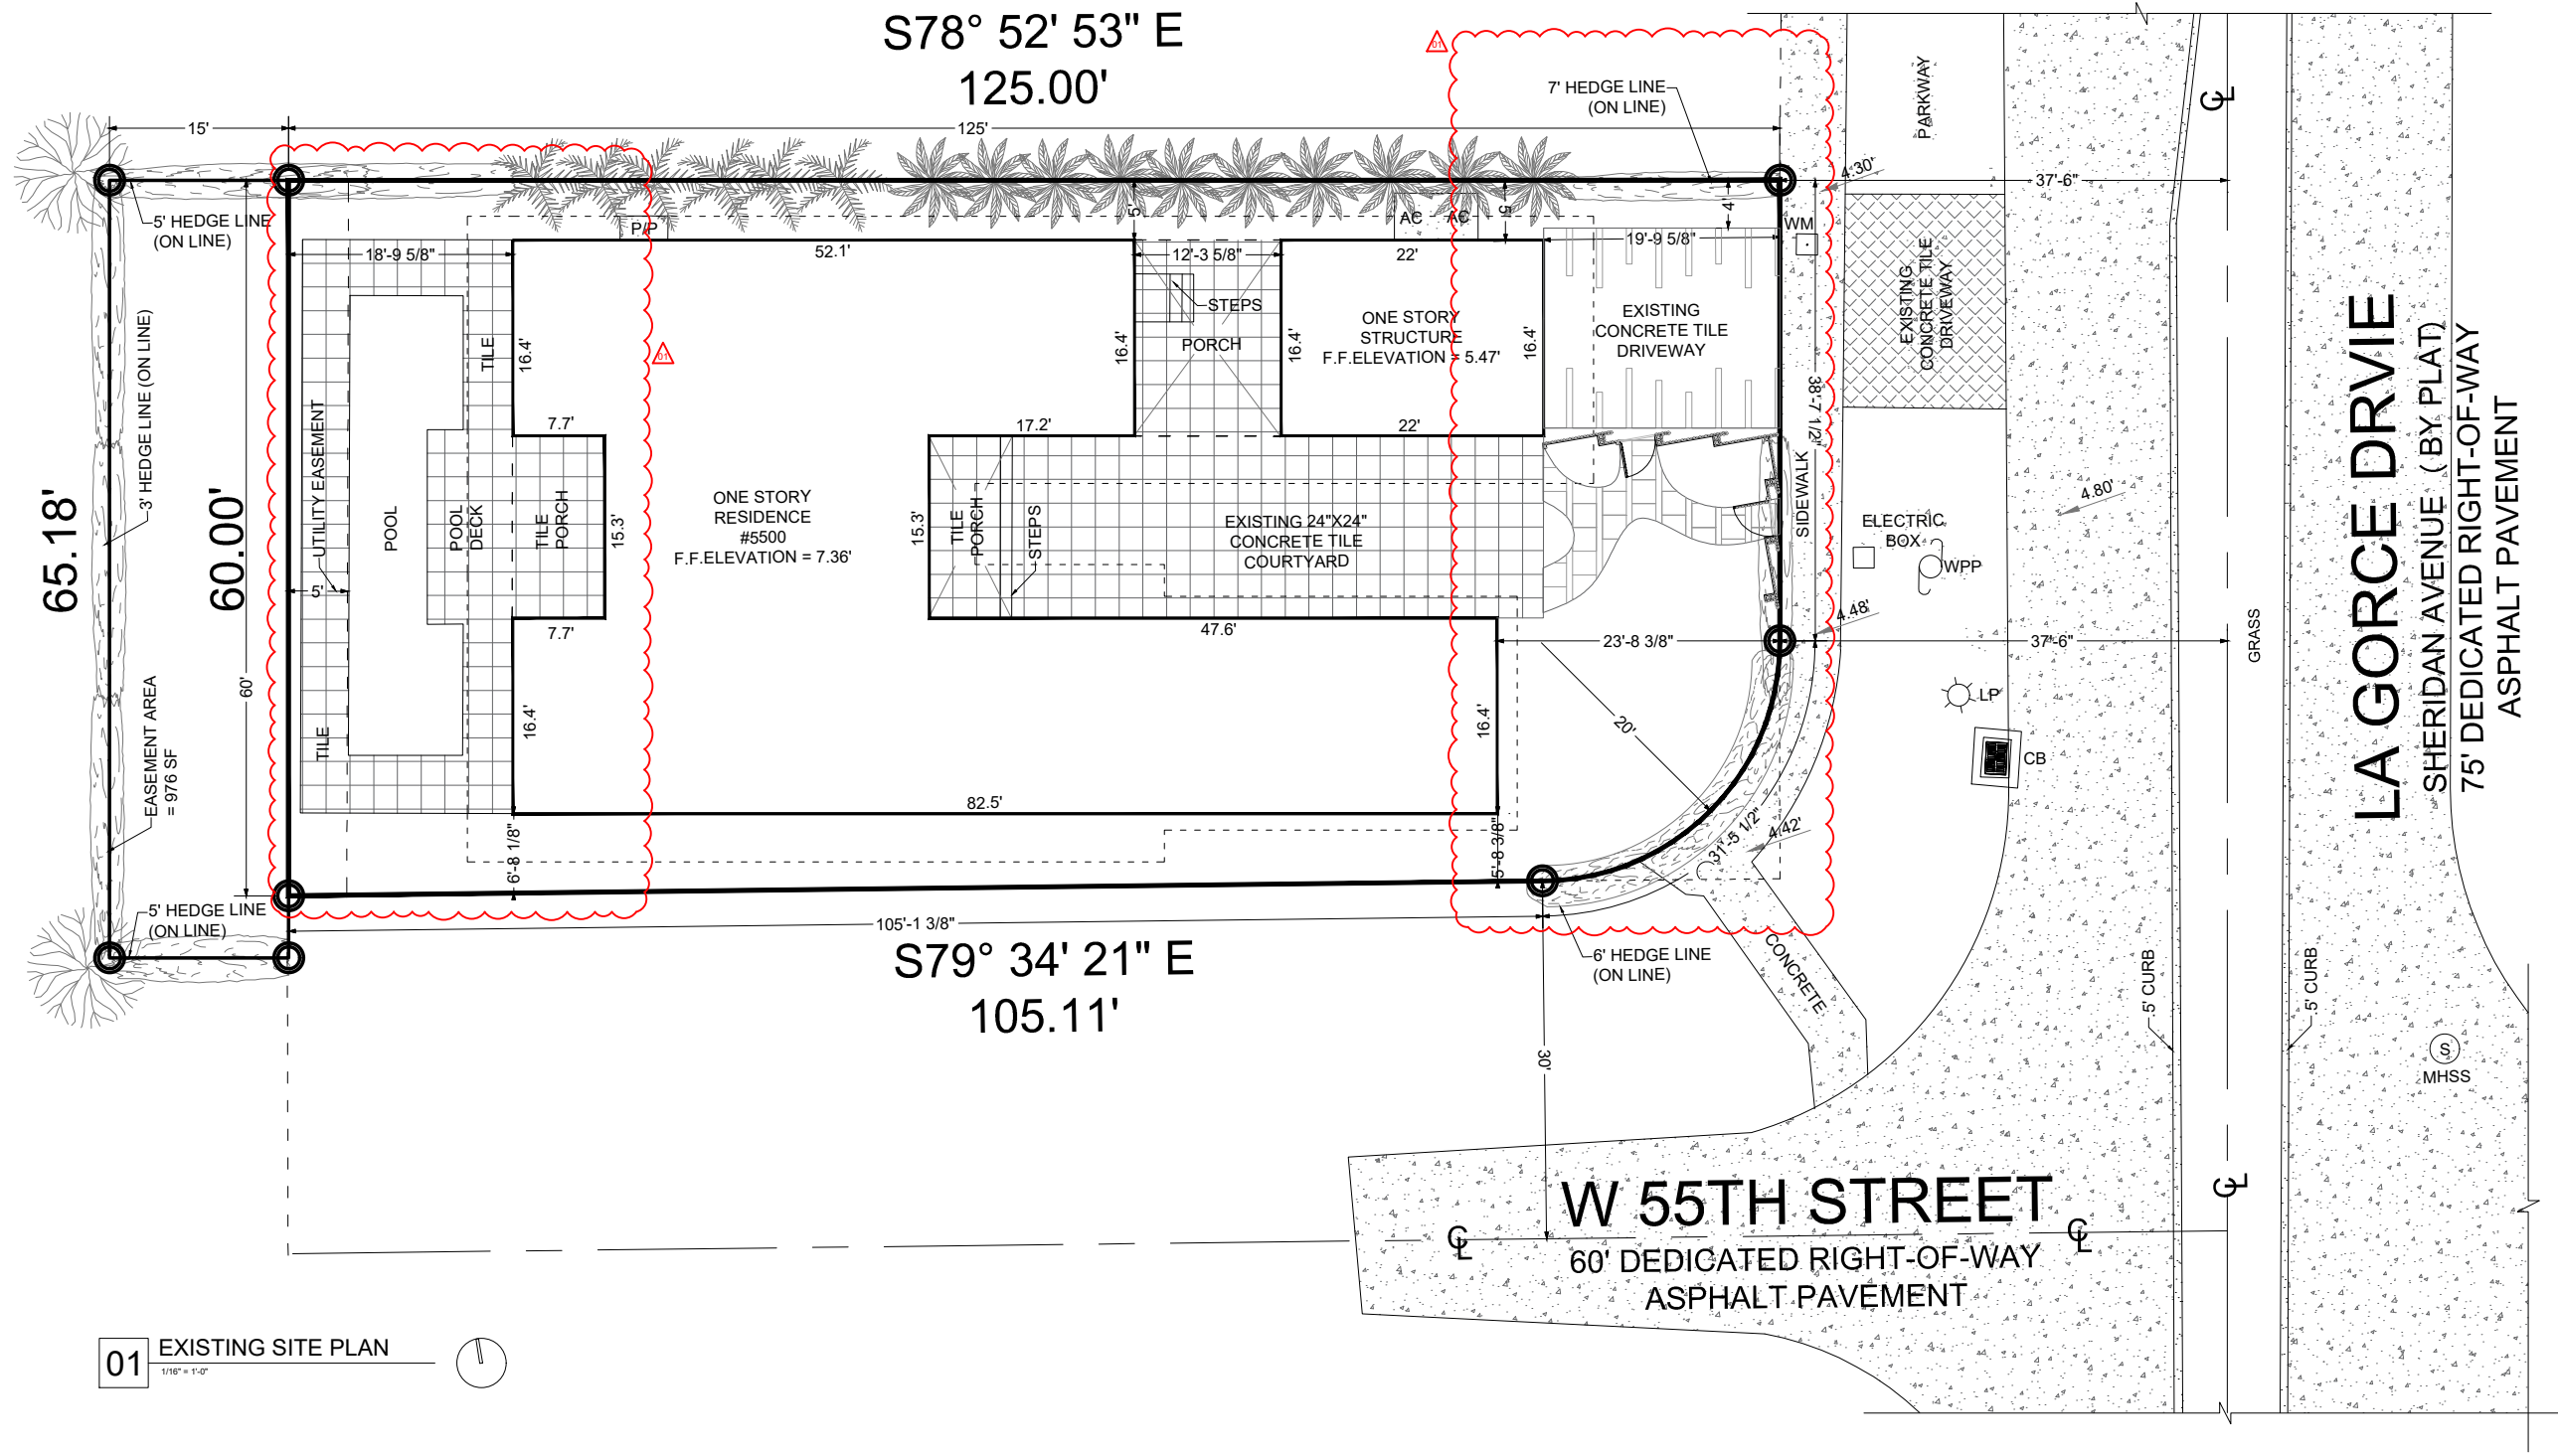 S78° 52' 53" E
125.00'
15'
125'
7' HEDGE LINE
(ON LINE)
01
PARKWAY
CL
4.30'
37'-6"
5' HEDGE LINE
(ON LINE)
P/P
5'
AC
AC
5'
4'
WM
18'-9 5/8"
52.1'
12'-3 5/8"
22'
19'-9 5/8"
STEPS
PORCH
ONE STORY
STRUCTURE
F.F.ELEVATION = 5.47'
EXISTING
CONCRETE TILE
DRIVEWAY
EXISTING
CONCRETE TILE
DRIVEWAY
3' HEDGE LINE (ON LINE)
TILE
16.4'
01
16.4'
16.4'
16.4'
38'-7 1/2"
7.7'
17.2'
22'
UTILITY EASEMENT
65.18'
60.00'
POOL
POOL
DECK
TILE
PORCH
15.3'
ONE STORY
RESIDENCE
#5500
F.F.ELEVATION = 7.36'
15.3'
TILE
PORCH
STEPS
EXISTING 24"X24"
CONCRETE TILE
COURTYARD
SIDEWALK
ELECTRIC
BOX
WPP
4.80'
4.48'
5'
7.7'
47.6'
23'-8 3/8"
37'-6"
GRASS
LA GORCE DRVIE
SHERIDAN AVENUE ( BY PLAT)
75' DEDICATED RIGHT-OF-WAY
ASPHALT PAVEMENT
60'
EASEMENT AREA
= 976 SF
TILE
16.4'
16.4'
20'
LP
CB
82.5'
6'-8 1/8"
5'-8 3/8"
31'-5 1/2"
4.42'
5' HEDGE LINE
(ON LINE)
105'-1 3/8"
S79° 34' 21" E
105.11'
6' HEDGE LINE
(ON LINE)
CONCRETE
.5' CURB
.5' CURB
S
MHSS
30'
CL
W 55TH STREET
CL
CL
60' DEDICATED RIGHT-OF-WAY
ASPHALT PAVEMENT
01
EXISTING SITE PLAN
1/16" = 1'-0"